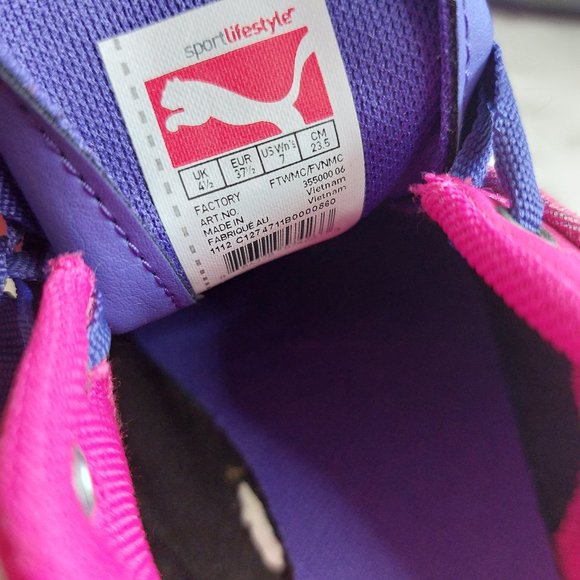 sportlifestyle
UK EUR US W/n's CM
4½ 37½ 7 23.5
FACTORY FTWMC/FVNMC
ART.NO. 355000 06
MADE IN Vietnam
FABRIQUE AU Vietnam
1112 C1274711B0000860